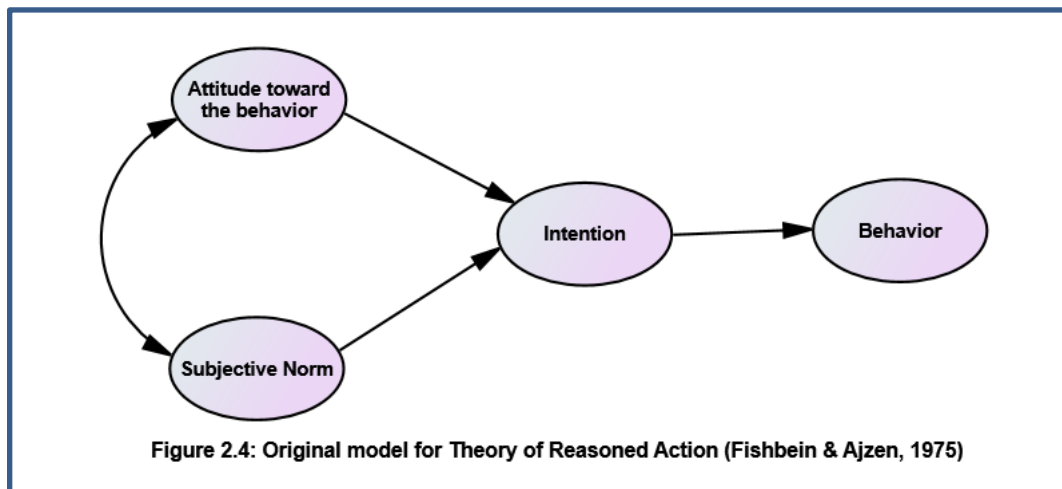 Attitude toward
the behavior
Intention
Behavior
Subjective Norm
Figure 2.4: Original model for Theory of Reasoned Action (Fishbein & Ajzen, 1975)